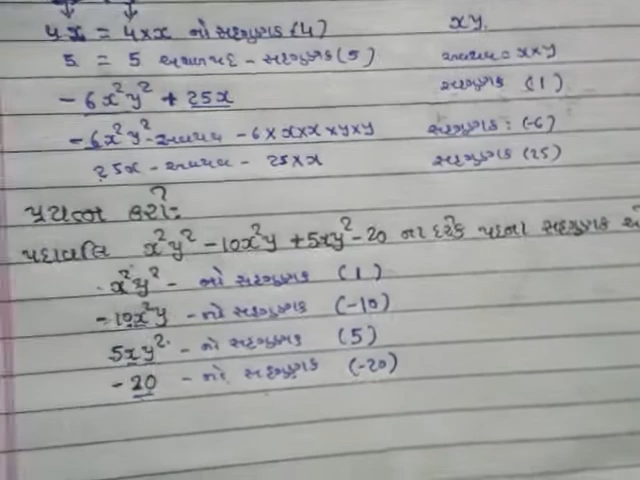 4x = 4×x નો સહગુણક (4) xy
5 = 5 અચળપદ - સહગુણક (5) અવયવ = x×y
- 6x²y² + 25x સહગુણક (1)
- 6x²y² - અવયવ - 6×x×x×y×y સહગુણક : (-6)
25x - અવયવ - 25×x સહગુણક (25)
પ્રયત્ન કરો:
પદાવલિ x²y² - 10x²y + 5xy² - 20 ના દરેક પદના સહગુણક
x²y² - નો સહગુણક (1)
- 10x²y - નો સહગુણક (-10)
5xy² - નો સહગુણક (5)
- 20 - નો સહગુણક (-20)